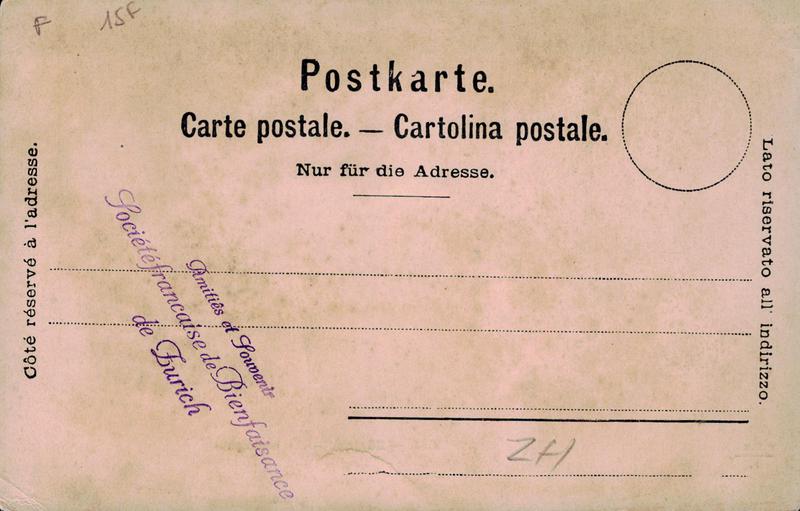 F
15F
Postkarte.
Carte postale. — Cartolina postale.
Nur für die Adresse.
Côté réservé à l'adresse.
Lato riservato all' indirizzo.
Amitiés et Souvenir
Société française de Bienfaisance
de Zurich
ZH